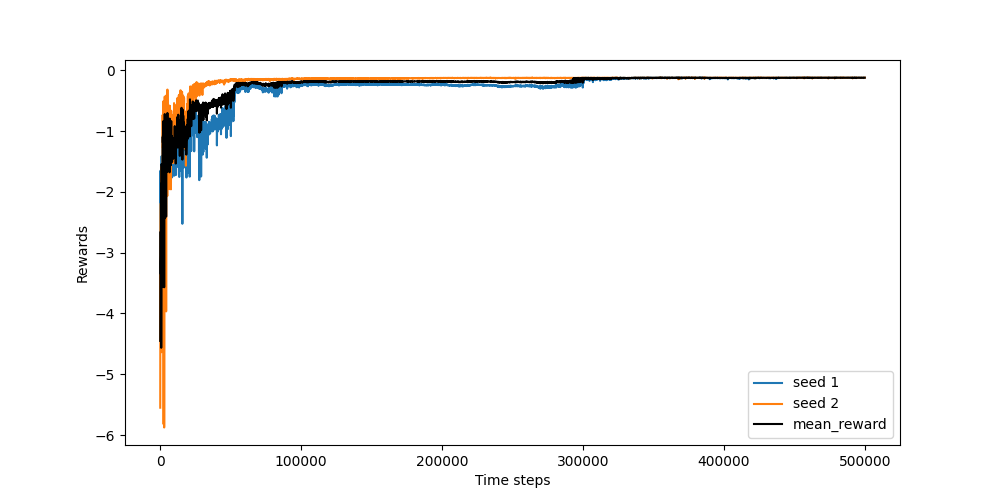 0
−1
−2
−3
−4
−5
−6
Rewards
0
100000
200000
300000
400000
500000
Time steps
seed 1
seed 2
mean_reward